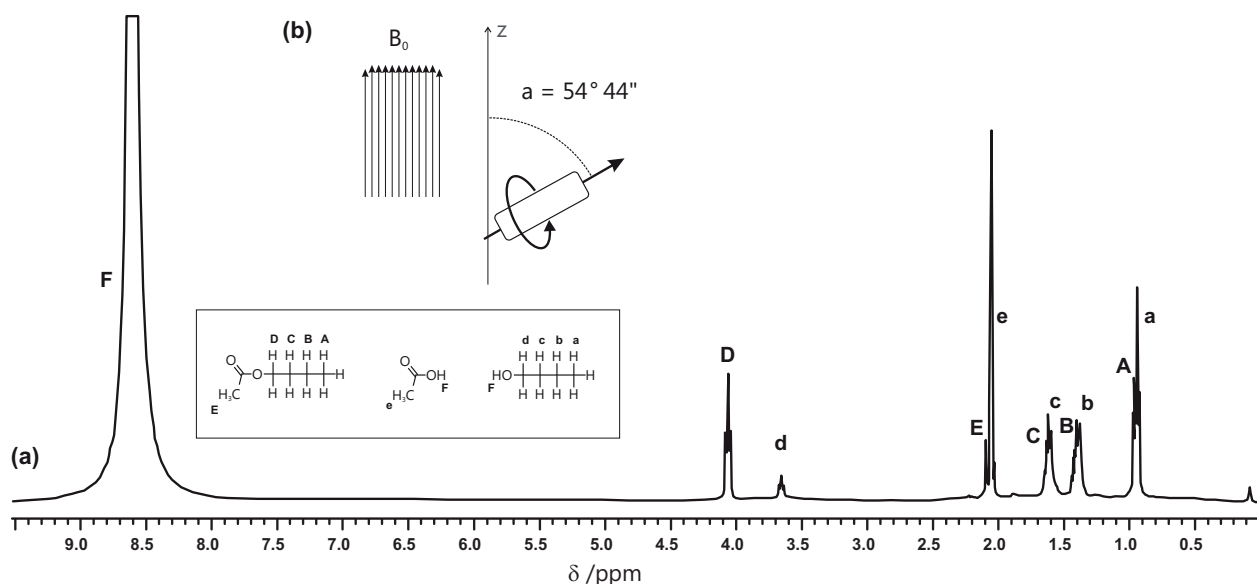 (b)
B₀
z
a = 54° 44"
F
D C B A
H H H H
O
O
H
H₃C
H H H H
E
O
OH
F
H₃C
e
d c b a
H H H H
HO
H
F
H H H H
D
d
E
e
C
c
B
b
A
a
(a)
9.0 8.5 8.0 7.5 7.0 6.5 6.0 5.5 5.0 4.5 4.0 3.5 3.0 2.5 2.0 1.5 1.0 0.5
δ /ppm